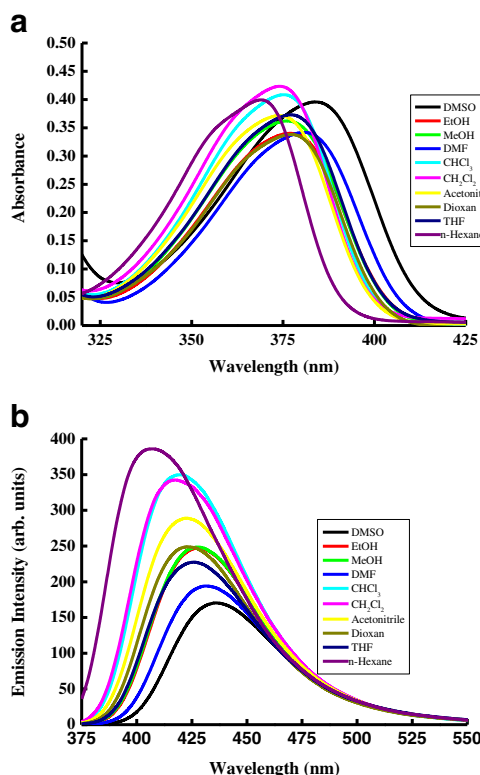 a
0.50
0.45
0.40
0.35
0.30
0.25
0.20
0.15
0.10
0.05
0.00
Absorbance
325 350 375 400 425
Wavelength (nm)
DMSO
EtOH
MeOH
DMF
CHCl3
CH2Cl2
Acetonit
Dioxan
THF
n-Hexane
b
400
350
300
250
200
150
100
50
0
Emission Intensity (arb. units)
375 400 425 450 475 500 525 550
Wavelength (nm)
DMSO
EtOH
MeOH
DMF
CHCl3
CH2Cl2
Acetonitrile
Dioxan
THF
n-Hexane